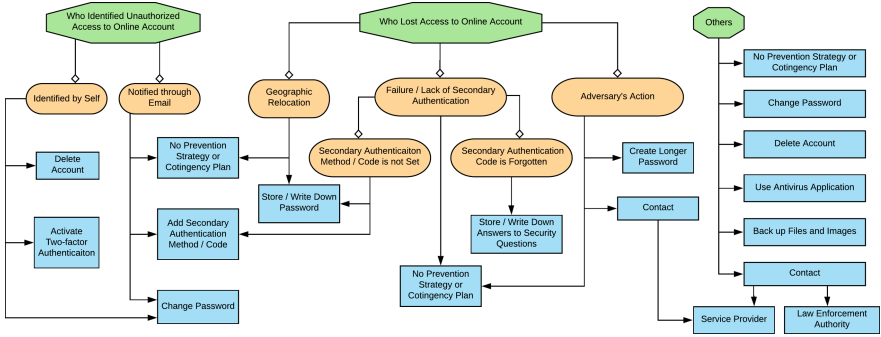 Who Identified Unauthorized
Access to Online Account
Who Lost Access to Online Account
Others
Identified by Self
Notified through
Email
Geographic
Relocation
Failure / Lack of Secondary
Authentication
Adversary's Action
Secondary Authenticaiton
Method / Code is not Set
Secondary Authentication
Code is Forgotten
Delete
Account
Activate
Two-factor
Authenticaiton
No Prevention
Strategy or
Cotingency Plan
Add Secondary
Authentication
Method / Code
Change Password
Store / Write Down
Password
Store / Write Down
Answers to Security
Questions
No Prevention
Strategy or
Cotingency Plan
Create Longer
Password
Contact
No Prevention Strategy or
Cotingency Plan
Change Password
Delete Account
Use Antivirus Application
Back up Files and Images
Contact
Service Provider
Law Enforcement
Authority